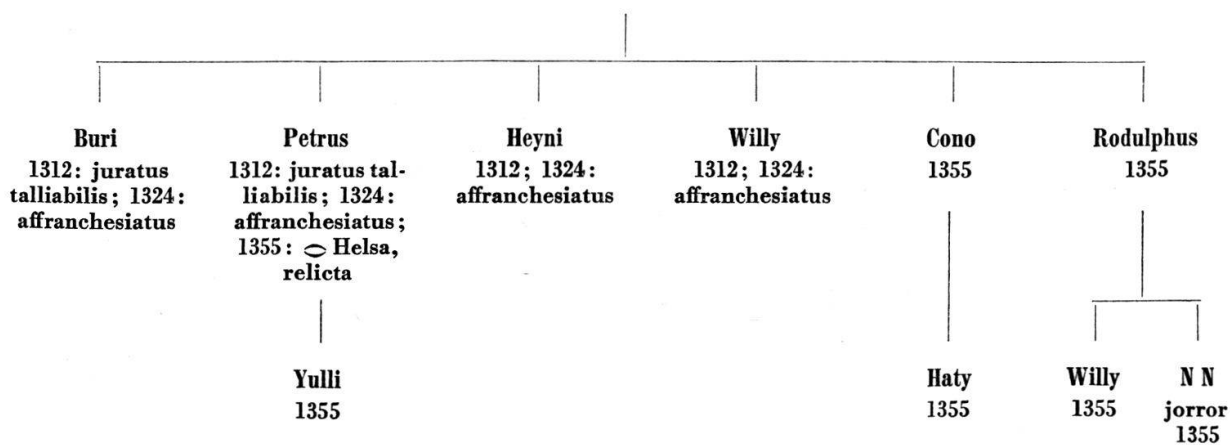 Buri
1312: juratus
talliabilis; 1324:
affranchesiatus
Petrus
1312: juratus tal-
liabilis; 1324:
affranchesiatus;
1355: ⚭ Helsa,
relicta
Heyni
1312; 1324:
affranchesiatus
Willy
1312; 1324:
affranchesiatus
Cono
1355
Rodulphus
1355
Yulli
1355
Haty
1355
Willy
1355
N N
jorror
1355